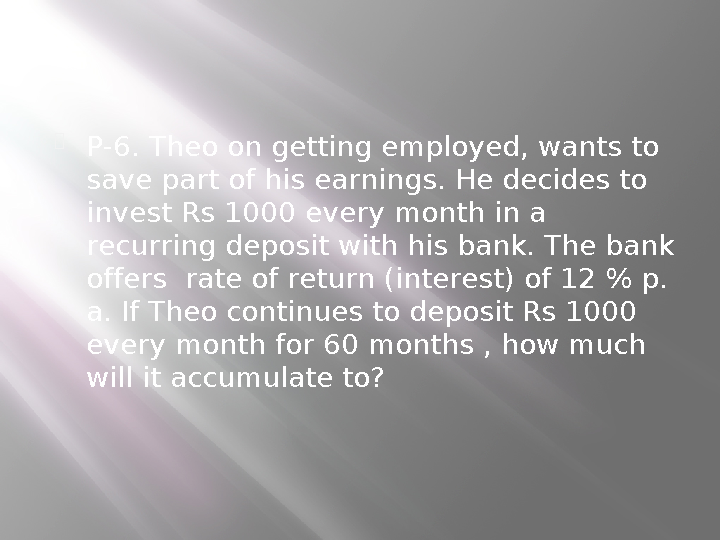 P-6. Theo on getting employed, wants to
save part of his earnings. He decides to
invest Rs 1000 every month in a
recurring deposit with his bank. The bank
offers  rate of return (interest) of 12 % p.
a. If Theo continues to deposit Rs 1000
every month for 60 months , how much
will it accumulate to?